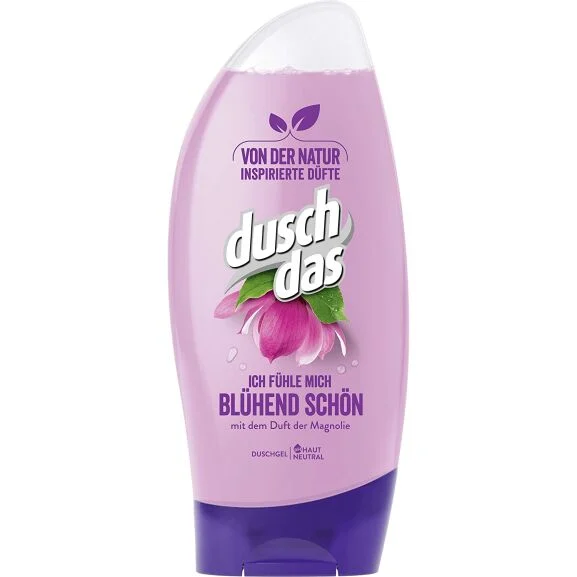 VON DER NATUR
INSPIRIERTE DÜFTE
dusch
das
ICH FÜHLE MICH
BLÜHEND SCHÖN
mit dem Duft der Magnolie
DUSCHGEL | pH HAUT
NEUTRAL